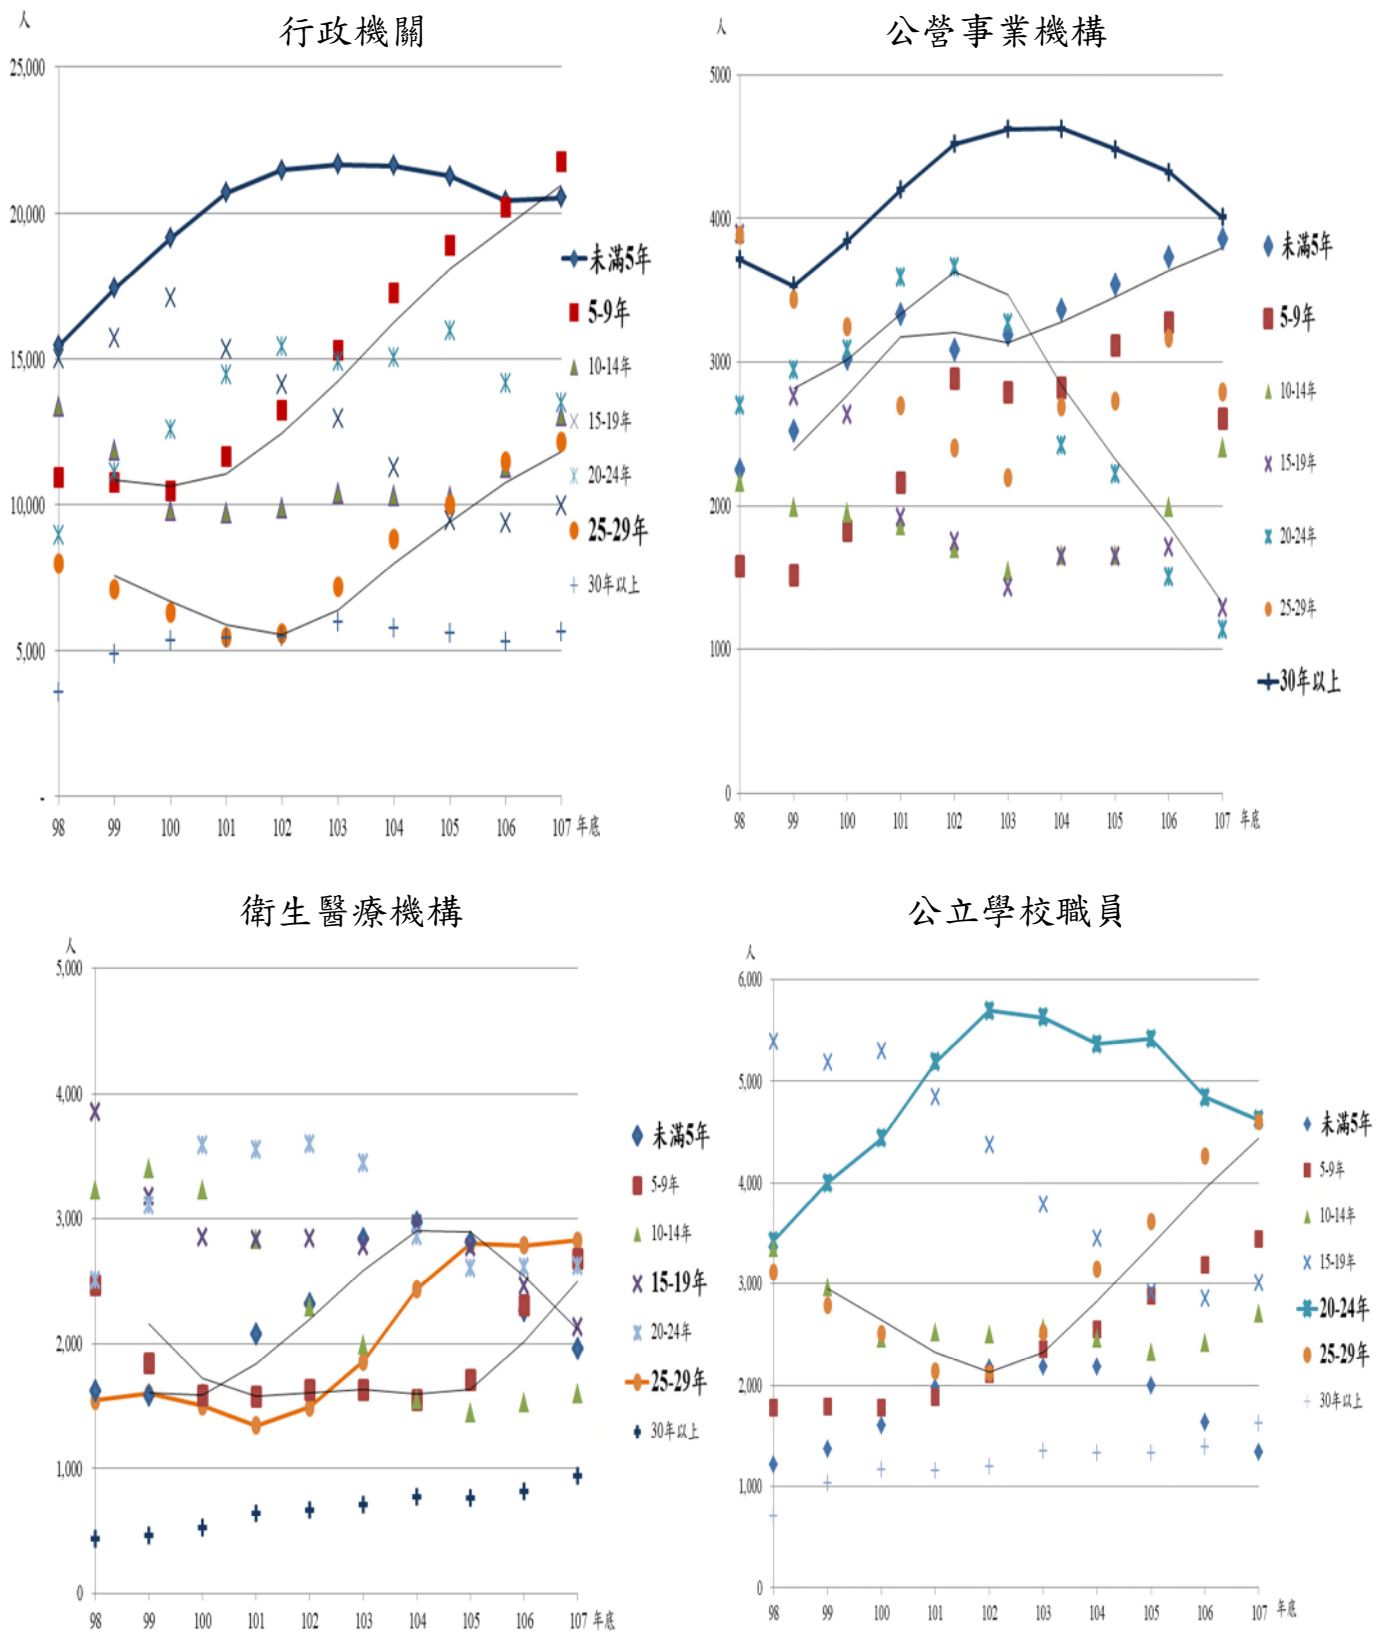 行政機關
人
25,000
20,000
15,000
10,000
5,000
-
98 99 100 101 102 103 104 105 106 107 年底
未滿5年
5-9年
10-14年
15-19年
20-24年
25-29年
30年以上
公營事業機構
人
5000
4000
3000
2000
1000
0
98 99 100 101 102 103 104 105 106 107 年底
未滿5年
5-9年
10-14年
15-19年
20-24年
25-29年
30年以上
衛生醫療機構
人
5,000
4,000
3,000
2,000
1,000
0
98 99 100 101 102 103 104 105 106 107 年底
未滿5年
5-9年
10-14年
15-19年
20-24年
25-29年
30年以上
公立學校職員
人
6,000
5,000
4,000
3,000
2,000
1,000
0
98 99 100 101 102 103 104 105 106 107 年底
未滿5年
5-9年
10-14年
15-19年
20-24年
25-29年
30年以上